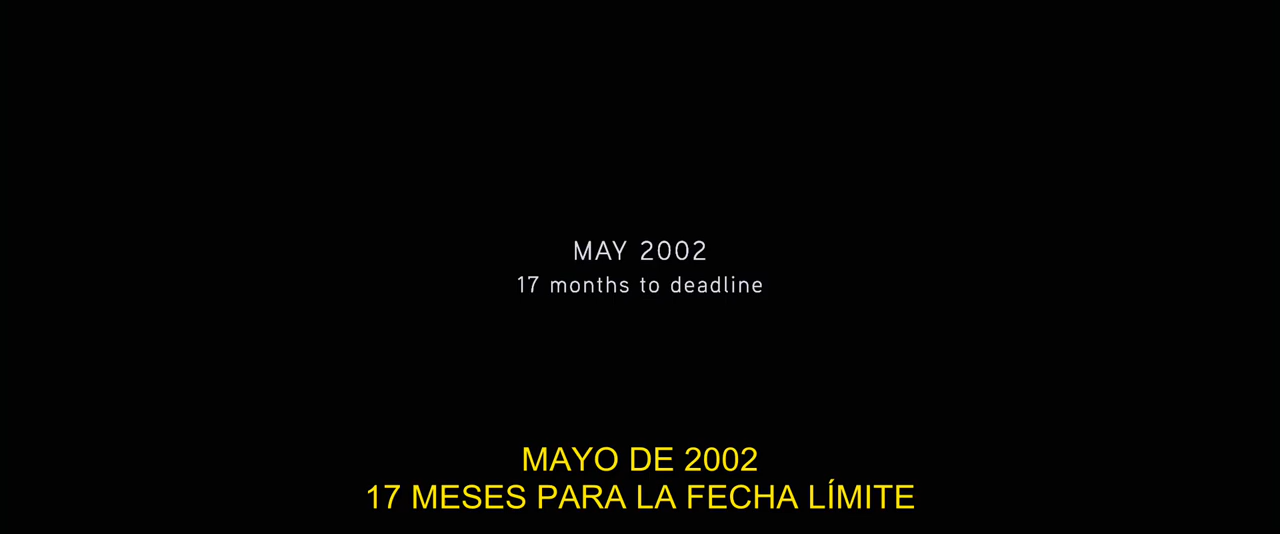 MAY 2002
17 months to deadline
MAYO DE 2002
17 MESES PARA LA FECHA LÍMITE